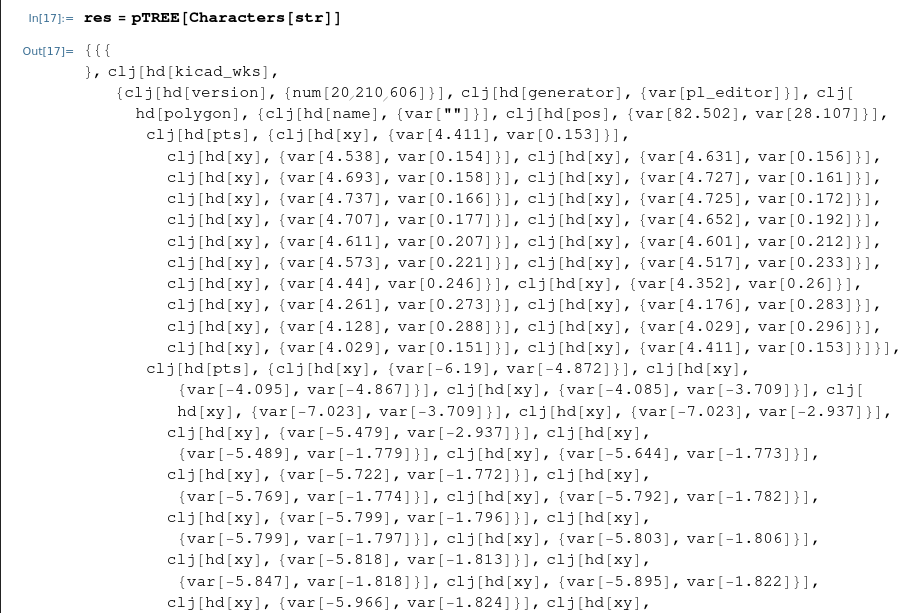 In[17]:= res = pTREE[Characters[str]]
Out[17]= {{{
}, clj[hd[kicad_wks],
{clj[hd[version], {num[20,210,606]}], clj[hd[generator], {var[pl_editor]}], clj[
hd[polygon], {clj[hd[name], {var[""]}], clj[hd[pos], {var[82.502], var[28.107]}],
clj[hd[pts], {clj[hd[xy], {var[4.411], var[0.153]}],
clj[hd[xy], {var[4.538], var[0.154]}], clj[hd[xy], {var[4.631], var[0.156]}],
clj[hd[xy], {var[4.693], var[0.158]}], clj[hd[xy], {var[4.727], var[0.161]}],
clj[hd[xy], {var[4.737], var[0.166]}], clj[hd[xy], {var[4.725], var[0.172]}],
clj[hd[xy], {var[4.707], var[0.177]}], clj[hd[xy], {var[4.652], var[0.192]}],
clj[hd[xy], {var[4.611], var[0.207]}], clj[hd[xy], {var[4.601], var[0.212]}],
clj[hd[xy], {var[4.573], var[0.221]}], clj[hd[xy], {var[4.517], var[0.233]}],
clj[hd[xy], {var[4.44], var[0.246]}], clj[hd[xy], {var[4.352], var[0.26]}],
clj[hd[xy], {var[4.261], var[0.273]}], clj[hd[xy], {var[4.176], var[0.283]}],
clj[hd[xy], {var[4.128], var[0.288]}], clj[hd[xy], {var[4.029], var[0.296]}],
clj[hd[xy], {var[4.029], var[0.151]}], clj[hd[xy], {var[4.411], var[0.153]}]}],
clj[hd[pts], {clj[hd[xy], {var[-6.19], var[-4.872]}], clj[hd[xy],
{var[-4.095], var[-4.867]}], clj[hd[xy], {var[-4.085], var[-3.709]}], clj[
hd[xy], {var[-7.023], var[-3.709]}], clj[hd[xy], {var[-7.023], var[-2.937]}],
clj[hd[xy], {var[-5.479], var[-2.937]}], clj[hd[xy],
{var[-5.489], var[-1.779]}], clj[hd[xy], {var[-5.644], var[-1.773]}],
clj[hd[xy], {var[-5.722], var[-1.772]}], clj[hd[xy],
{var[-5.769], var[-1.774]}], clj[hd[xy], {var[-5.792], var[-1.782]}],
clj[hd[xy], {var[-5.799], var[-1.796]}], clj[hd[xy],
{var[-5.799], var[-1.797]}], clj[hd[xy], {var[-5.803], var[-1.806]}],
clj[hd[xy], {var[-5.818], var[-1.813]}], clj[hd[xy],
{var[-5.847], var[-1.818]}], clj[hd[xy], {var[-5.895], var[-1.822]}],
clj[hd[xy], {var[-5.966], var[-1.824]}], clj[hd[xy],